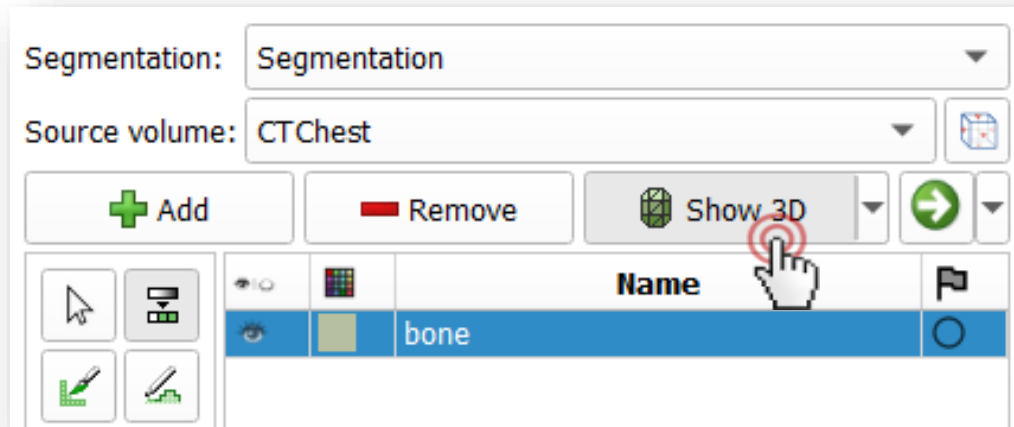 Segmentation: Segmentation
Source volume: CTChest
Add Remove Show 3D
Name
bone